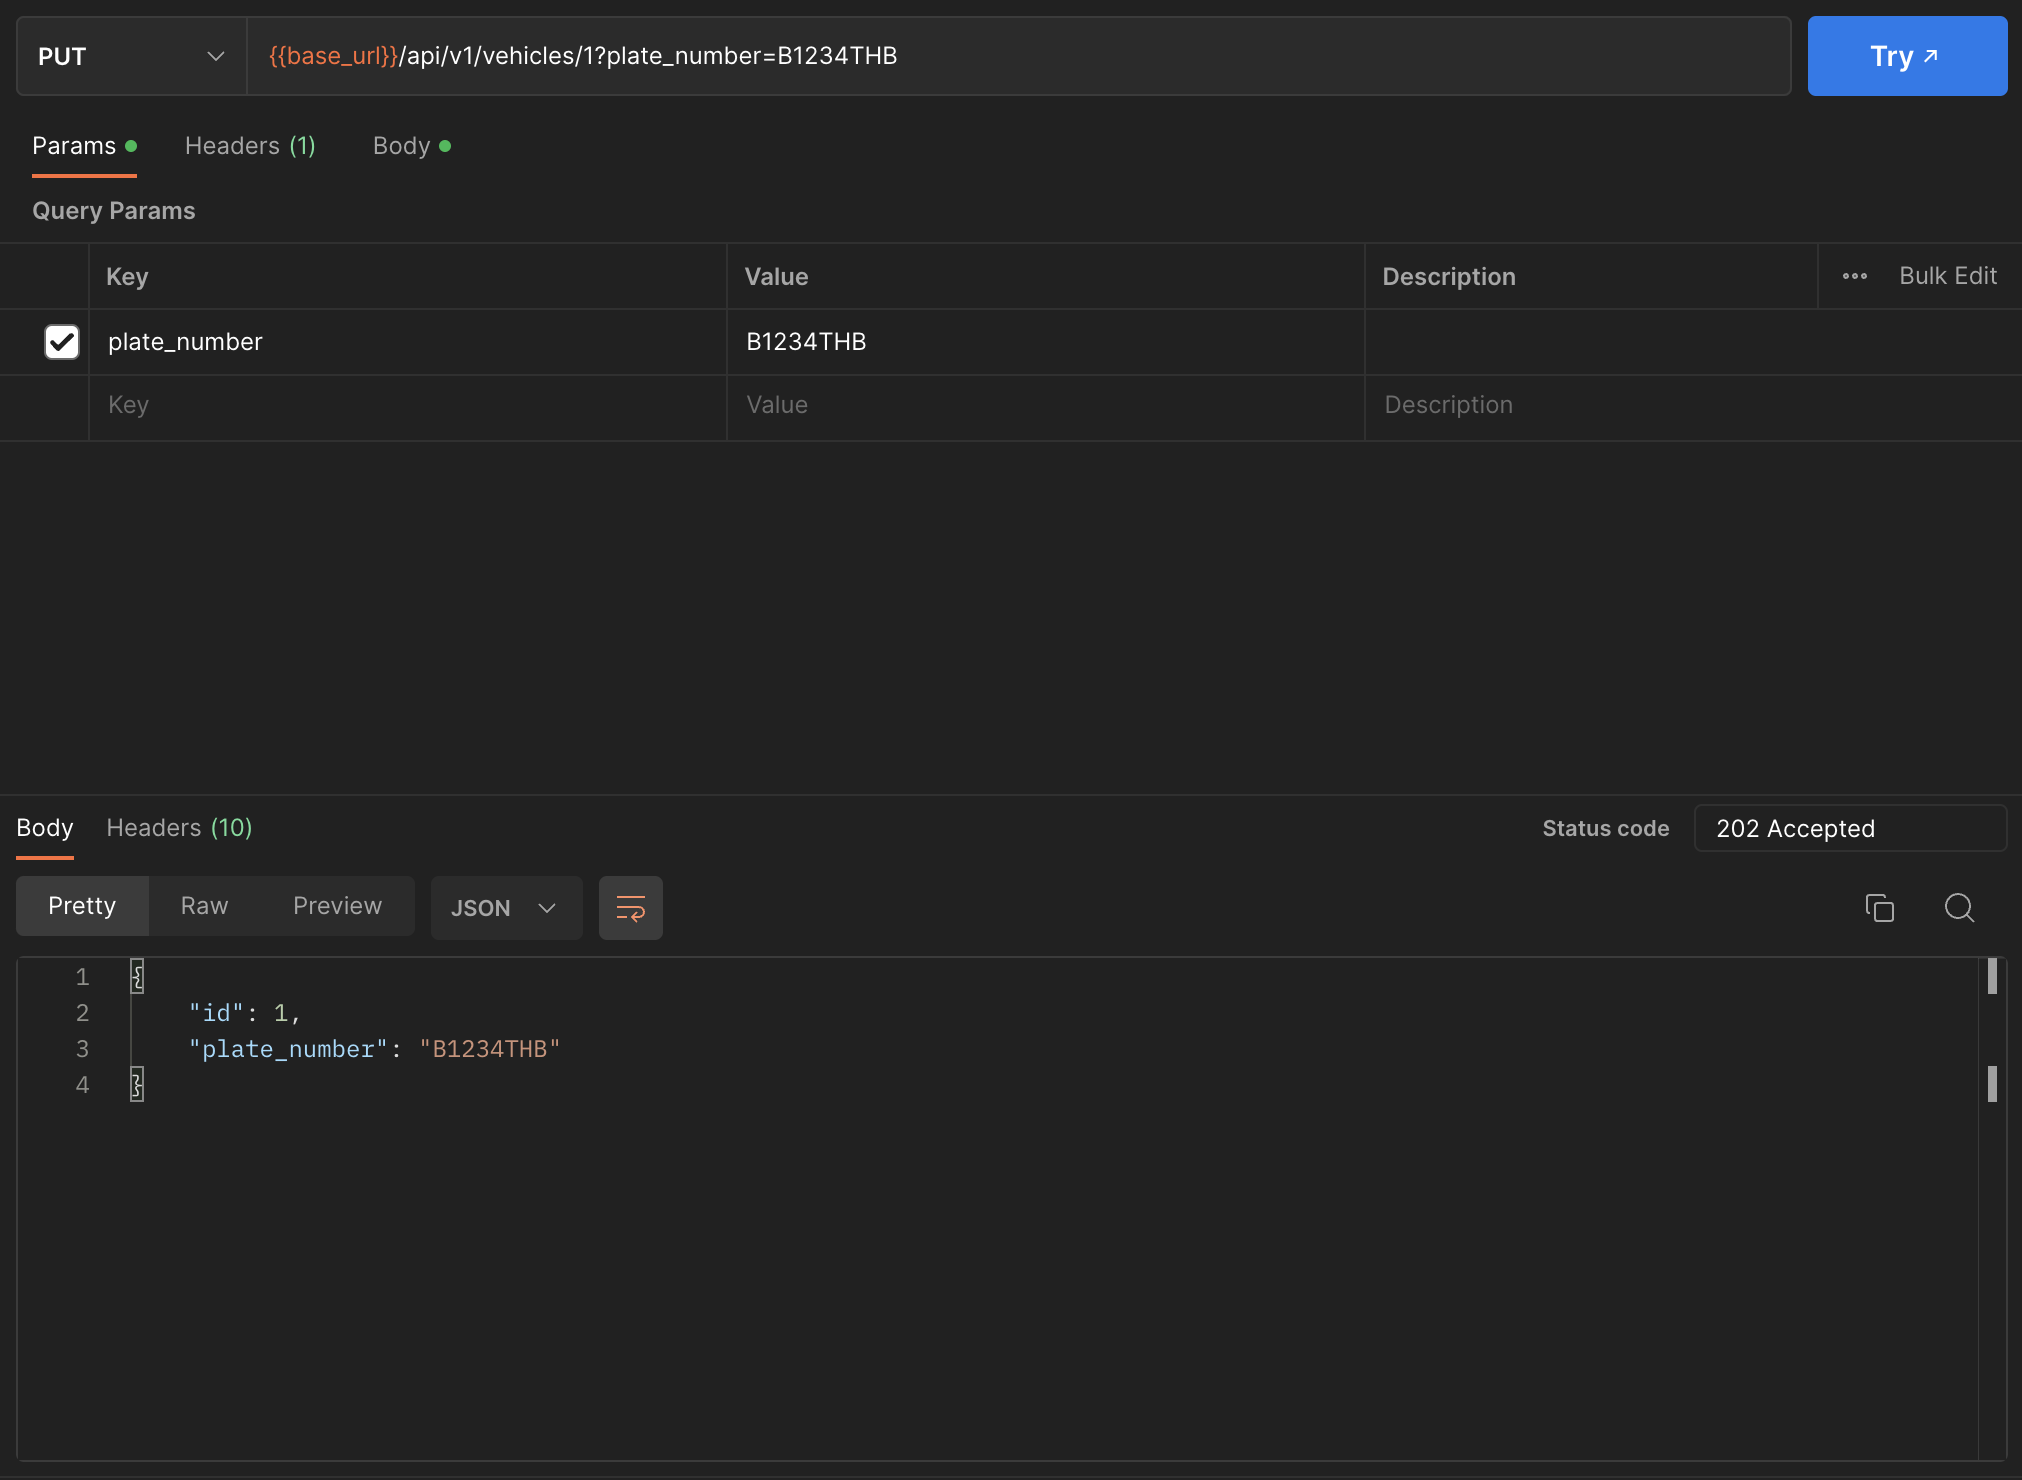 PUT
{{base_url}}/api/v1/vehicles/1?plate_number=B1234THB
Try ↗
Params
Headers (1)
Body
Query Params
Key Value Description ••• Bulk Edit
plate_number B1234THB
Key Value Description
Body Headers (10) Status code 202 Accepted
Pretty Raw Preview JSON
1 {
2 "id": 1,
3 "plate_number": "B1234THB"
4 }